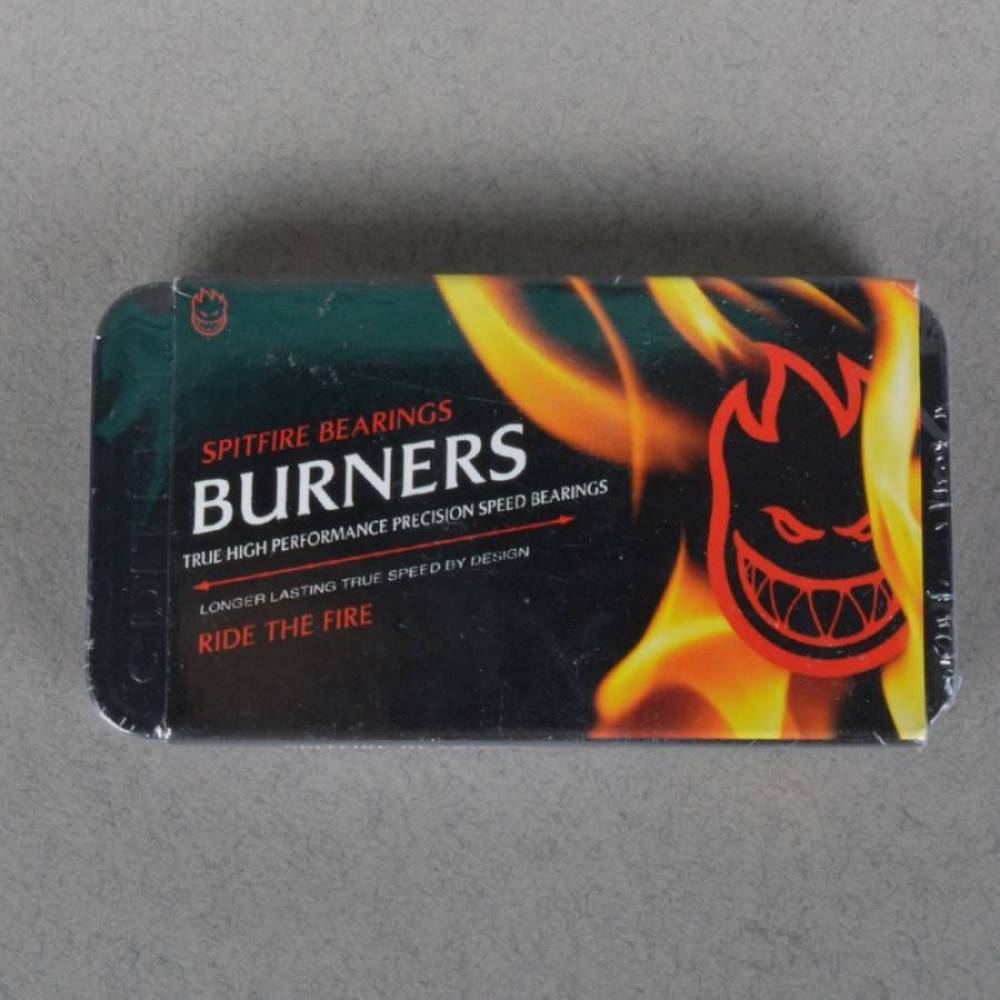 SPITFIRE BEARINGS
BURNERS
TRUE HIGH PERFORMANCE PRECISION SPEED BEARINGS
LONGER LASTING TRUE SPEED BY DESIGN
RIDE THE FIRE